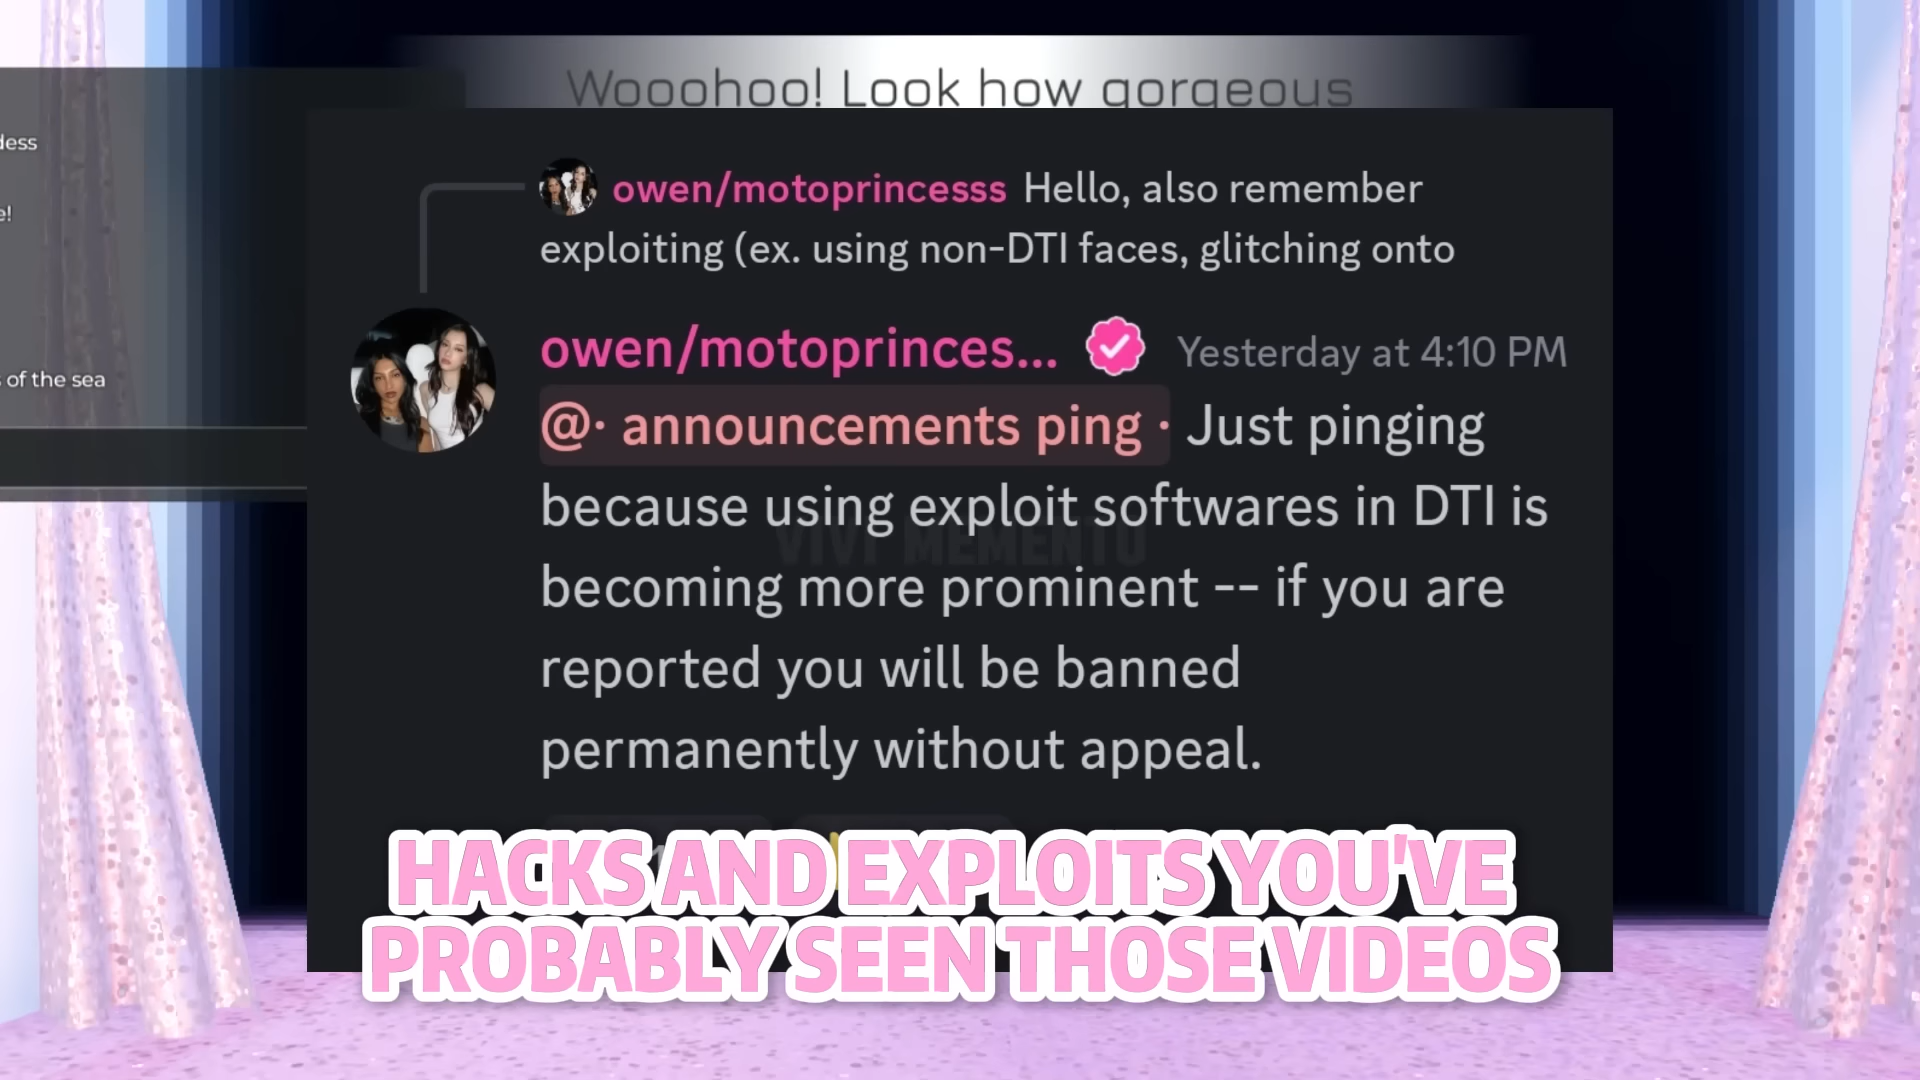 Wooohoo! Look how gorgeous
dess
e!
s of the sea
owen/motoprincesss Hello, also remember
exploiting (ex. using non-DTI faces, glitching onto
owen/motoprinces... Yesterday at 4:10 PM
@· announcements ping · Just pinging
because using exploit softwares in DTI is
becoming more prominent -- if you are
reported you will be banned
permanently without appeal.
VIVI MEMENTO
HACKS AND EXPLOITS YOU'VE
PROBABLY SEEN THOSE VIDEOS